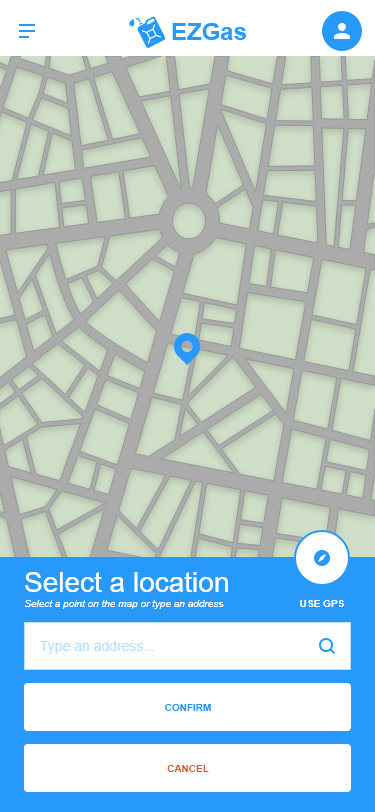 EZGas
Select a location
Select a point on the map or type an address
USE GPS
Type an address...
CONFIRM
CANCEL